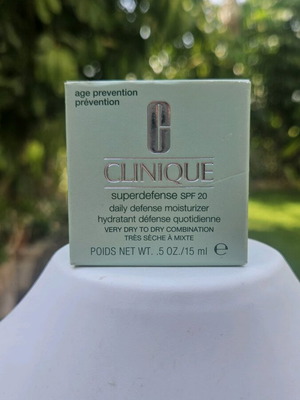 age prevention
prévention
C
CLINIQUE
superdefense SPF 20
daily defense moisturizer
hydratant défense quotidienne
VERY DRY TO DRY COMBINATION
TRÈS SÈCHE À MIXTE
POIDS NET WT. .5 OZ./15 ml ℮